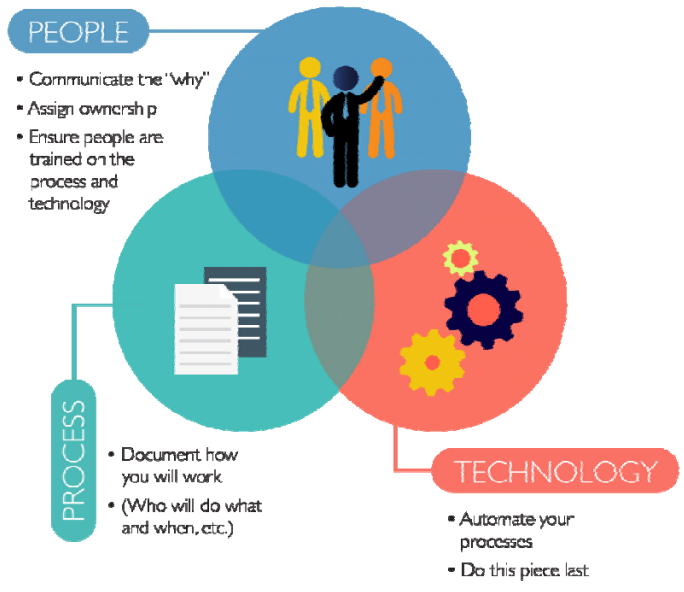 PEOPLE
• Communicate the "why"
• Assign ownership
• Ensure people are
trained on the
process and
technology
PROCESS
• Document how
you will work
• (Who will do what
and when, etc.)
TECHNOLOGY
• Automate your
processes
• Do this piece last